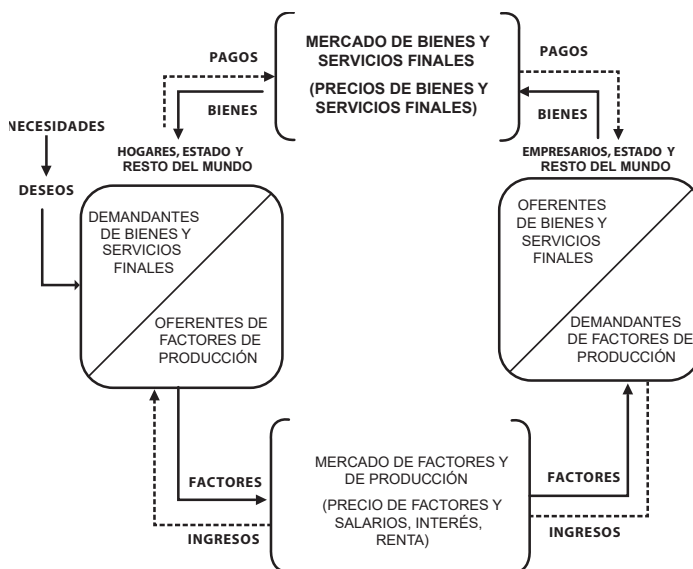 MERCADO DE BIENES Y
SERVICIOS FINALES
(PRECIOS DE BIENES Y
SERVICIOS FINALES)
PAGOS
PAGOS
BIENES
BIENES
NECESIDADES
DESEOS
HOGARES, ESTADO Y
RESTO DEL MUNDO
EMPRESARIOS, ESTADO Y
RESTO DEL MUNDO
DEMANDANTES
DE BIENES Y
SERVICIOS
FINALES
OFERENTES DE
FACTORES DE
PRODUCCIÓN
OFERENTES
DE BIENES Y
SERVICIOS
FINALES
DEMANDANTES
DE FACTORES DE
PRODUCCIÓN
FACTORES
INGRESOS
MERCADO DE FACTORES Y
DE PRODUCCIÓN
(PRECIO DE FACTORES Y
SALARIOS, INTERÉS,
RENTA)
FACTORES
INGRESOS